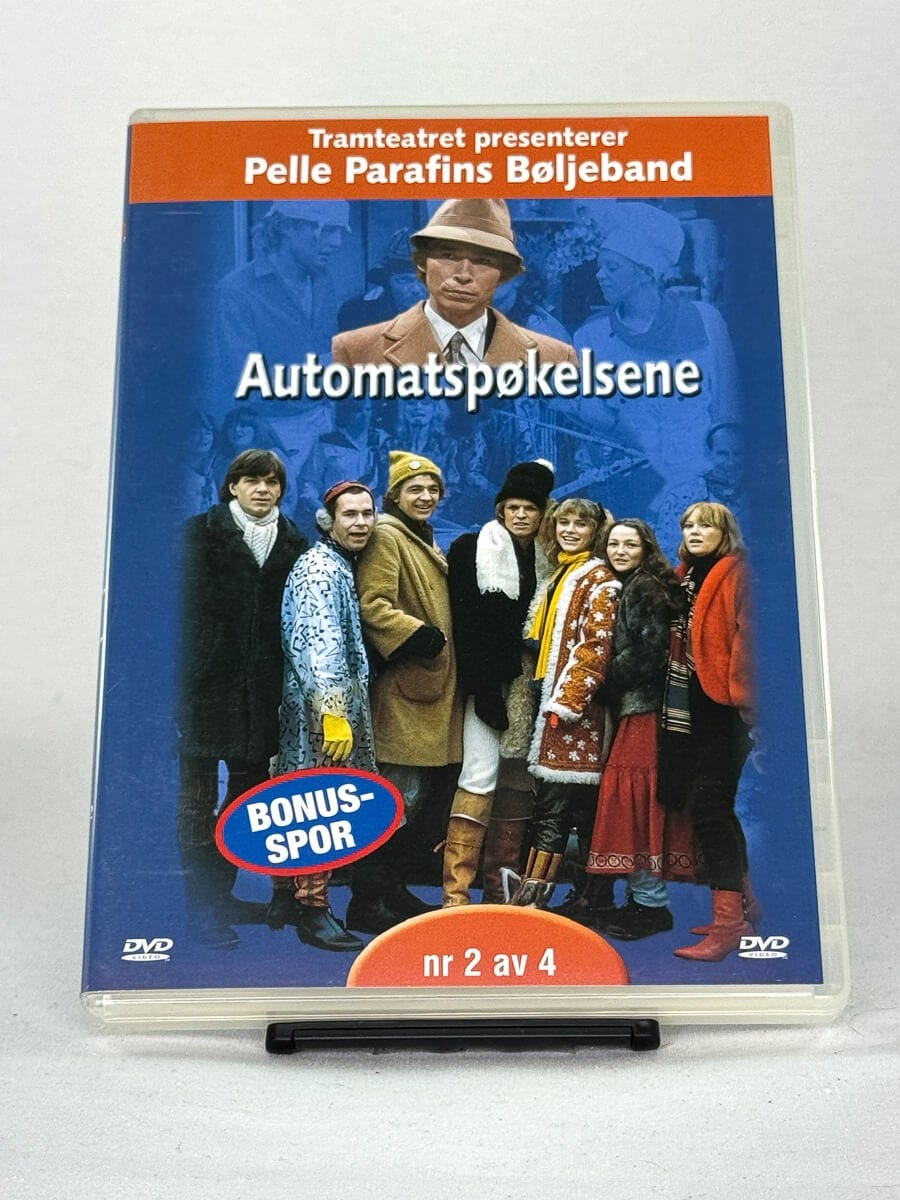 Tramteatret presenterer
Pelle Parafins Bøljeband
Automatspøkelsene
BONUS-
SPOR
DVD
VIDEO
nr 2 av 4
DVD
VIDEO